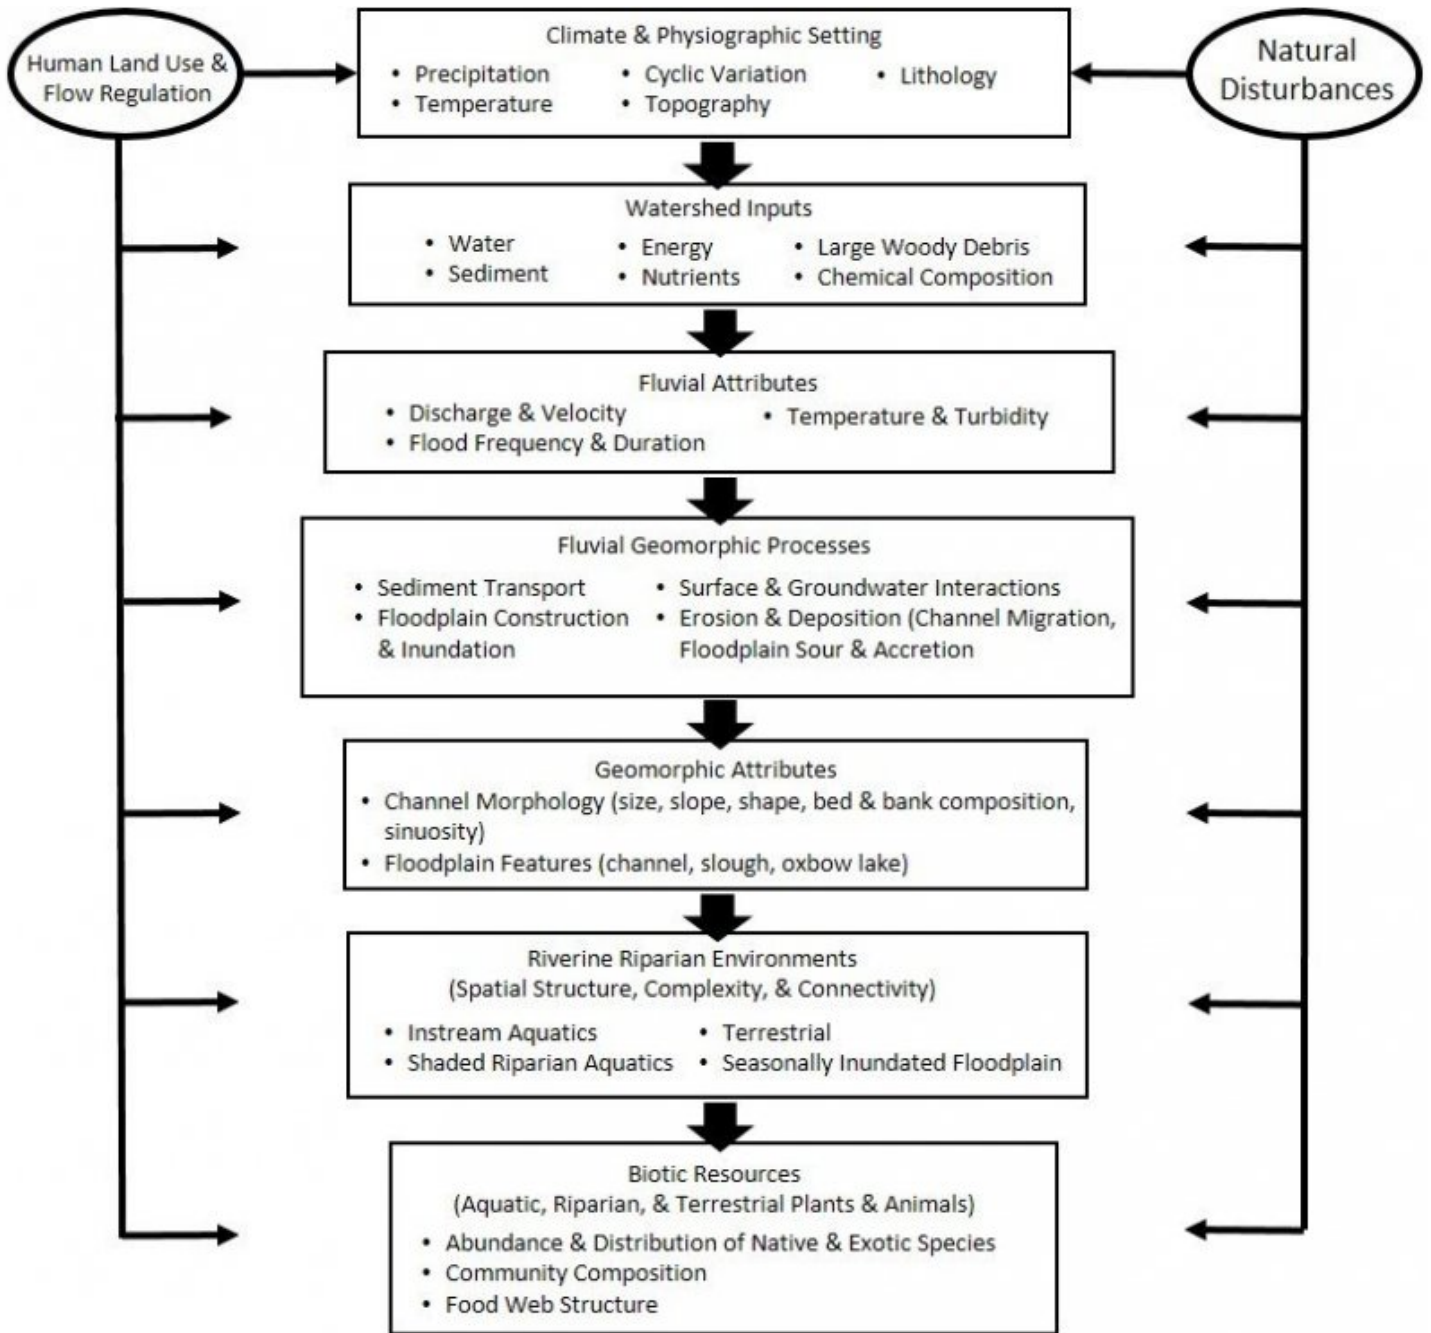 Human Land Use &
Flow Regulation
Climate & Physiographic Setting
• Precipitation
• Temperature
• Cyclic Variation
• Topography
• Lithology
Natural
Disturbances
Watershed Inputs
• Water
• Sediment
• Energy
• Nutrients
• Large Woody Debris
• Chemical Composition
Fluvial Attributes
• Discharge & Velocity
• Flood Frequency & Duration
• Temperature & Turbidity
Fluvial Geomorphic Processes
• Sediment Transport
• Floodplain Construction
& Inundation
• Surface & Groundwater Interactions
• Erosion & Deposition (Channel Migration,
Floodplain Sour & Accretion
Geomorphic Attributes
• Channel Morphology (size, slope, shape, bed & bank composition,
sinuosity)
• Floodplain Features (channel, slough, oxbow lake)
Riverine Riparian Environments
(Spatial Structure, Complexity, & Connectivity)
• Instream Aquatics
• Shaded Riparian Aquatics
• Terrestrial
• Seasonally Inundated Floodplain
Biotic Resources
(Aquatic, Riparian, & Terrestrial Plants & Animals)
• Abundance & Distribution of Native & Exotic Species
• Community Composition
• Food Web Structure